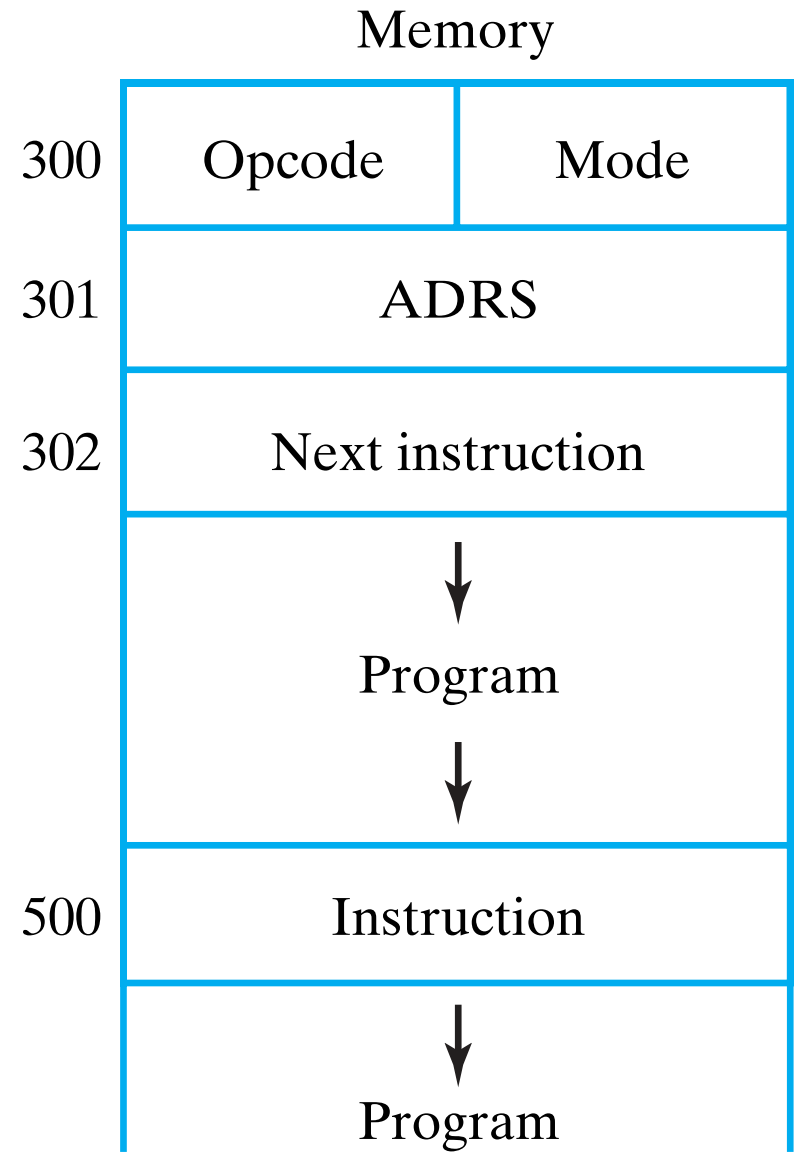 Memory
300 Opcode Mode
301 ADRS
302 Next instruction
Program
500 Instruction
Program